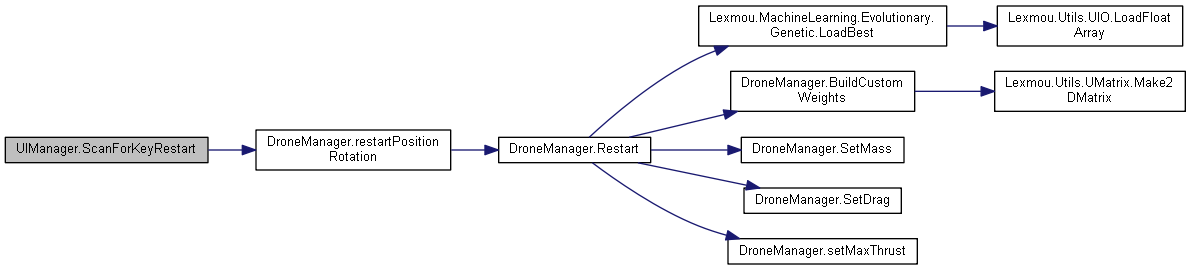 UIManager.ScanForKeyRestart
DroneManager.restartPosition
Rotation
DroneManager.Restart
Lexmou.MachineLearning.Evolutionary.
Genetic.LoadBest
Lexmou.Utils.UIO.LoadFloat
Array
DroneManager.BuildCustom
Weights
Lexmou.Utils.UMatrix.Make2
DMatrix
DroneManager.SetMass
DroneManager.SetDrag
DroneManager.setMaxThrust